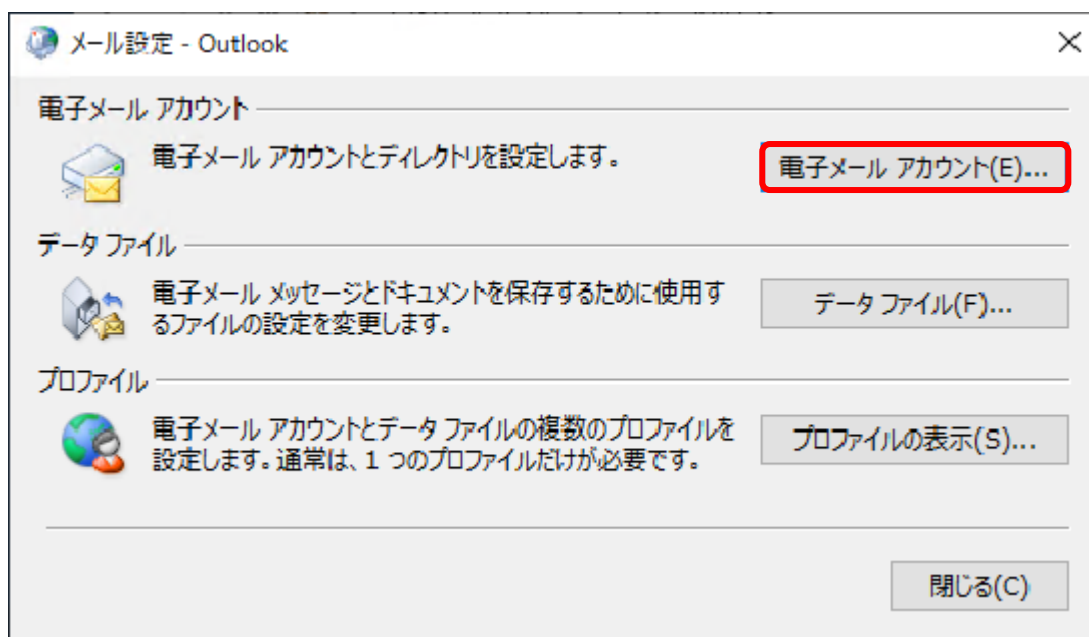 メール設定 - Outlook
電子メール アカウント
電子メール アカウントとディレクトリを設定します。
電子メール アカウント(E)...
データ ファイル
電子メール メッセージとドキュメントを保存するために使用す
るファイルの設定を変更します。
データ ファイル(F)...
プロファイル
電子メール アカウントとデータ ファイルの複数のプロファイルを
設定します。通常は、1 つのプロファイルだけが必要です。
プロファイルの表示(S)...
閉じる(C)